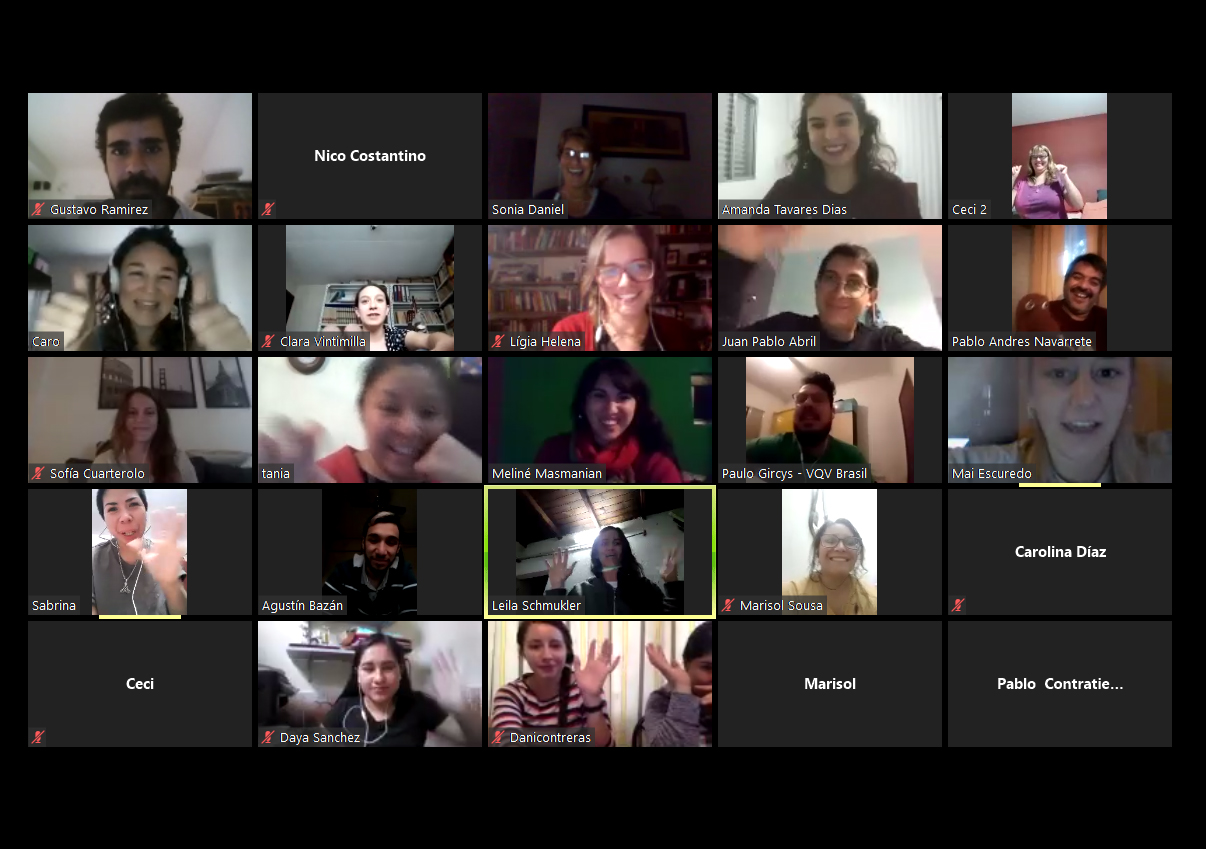 Gustavo Ramirez
Nico Costantino
Sonia Daniel
Amanda Tavares Dias
Ceci 2
Caro
Clara Vintimilla
Lígia Helena
Juan Pablo Abril
Pablo Andres Navarrete
Sofía Cuarterolo
tania
Meliné Masmanian
Paulo Gircys - VQV Brasil
Mai Escuredo
Sabrina
Agustín Bazán
Leila Schmukler
Marisol Sousa
Carolina Díaz
Ceci
Daya Sanchez
Danicontreras
Marisol
Pablo Contratie...